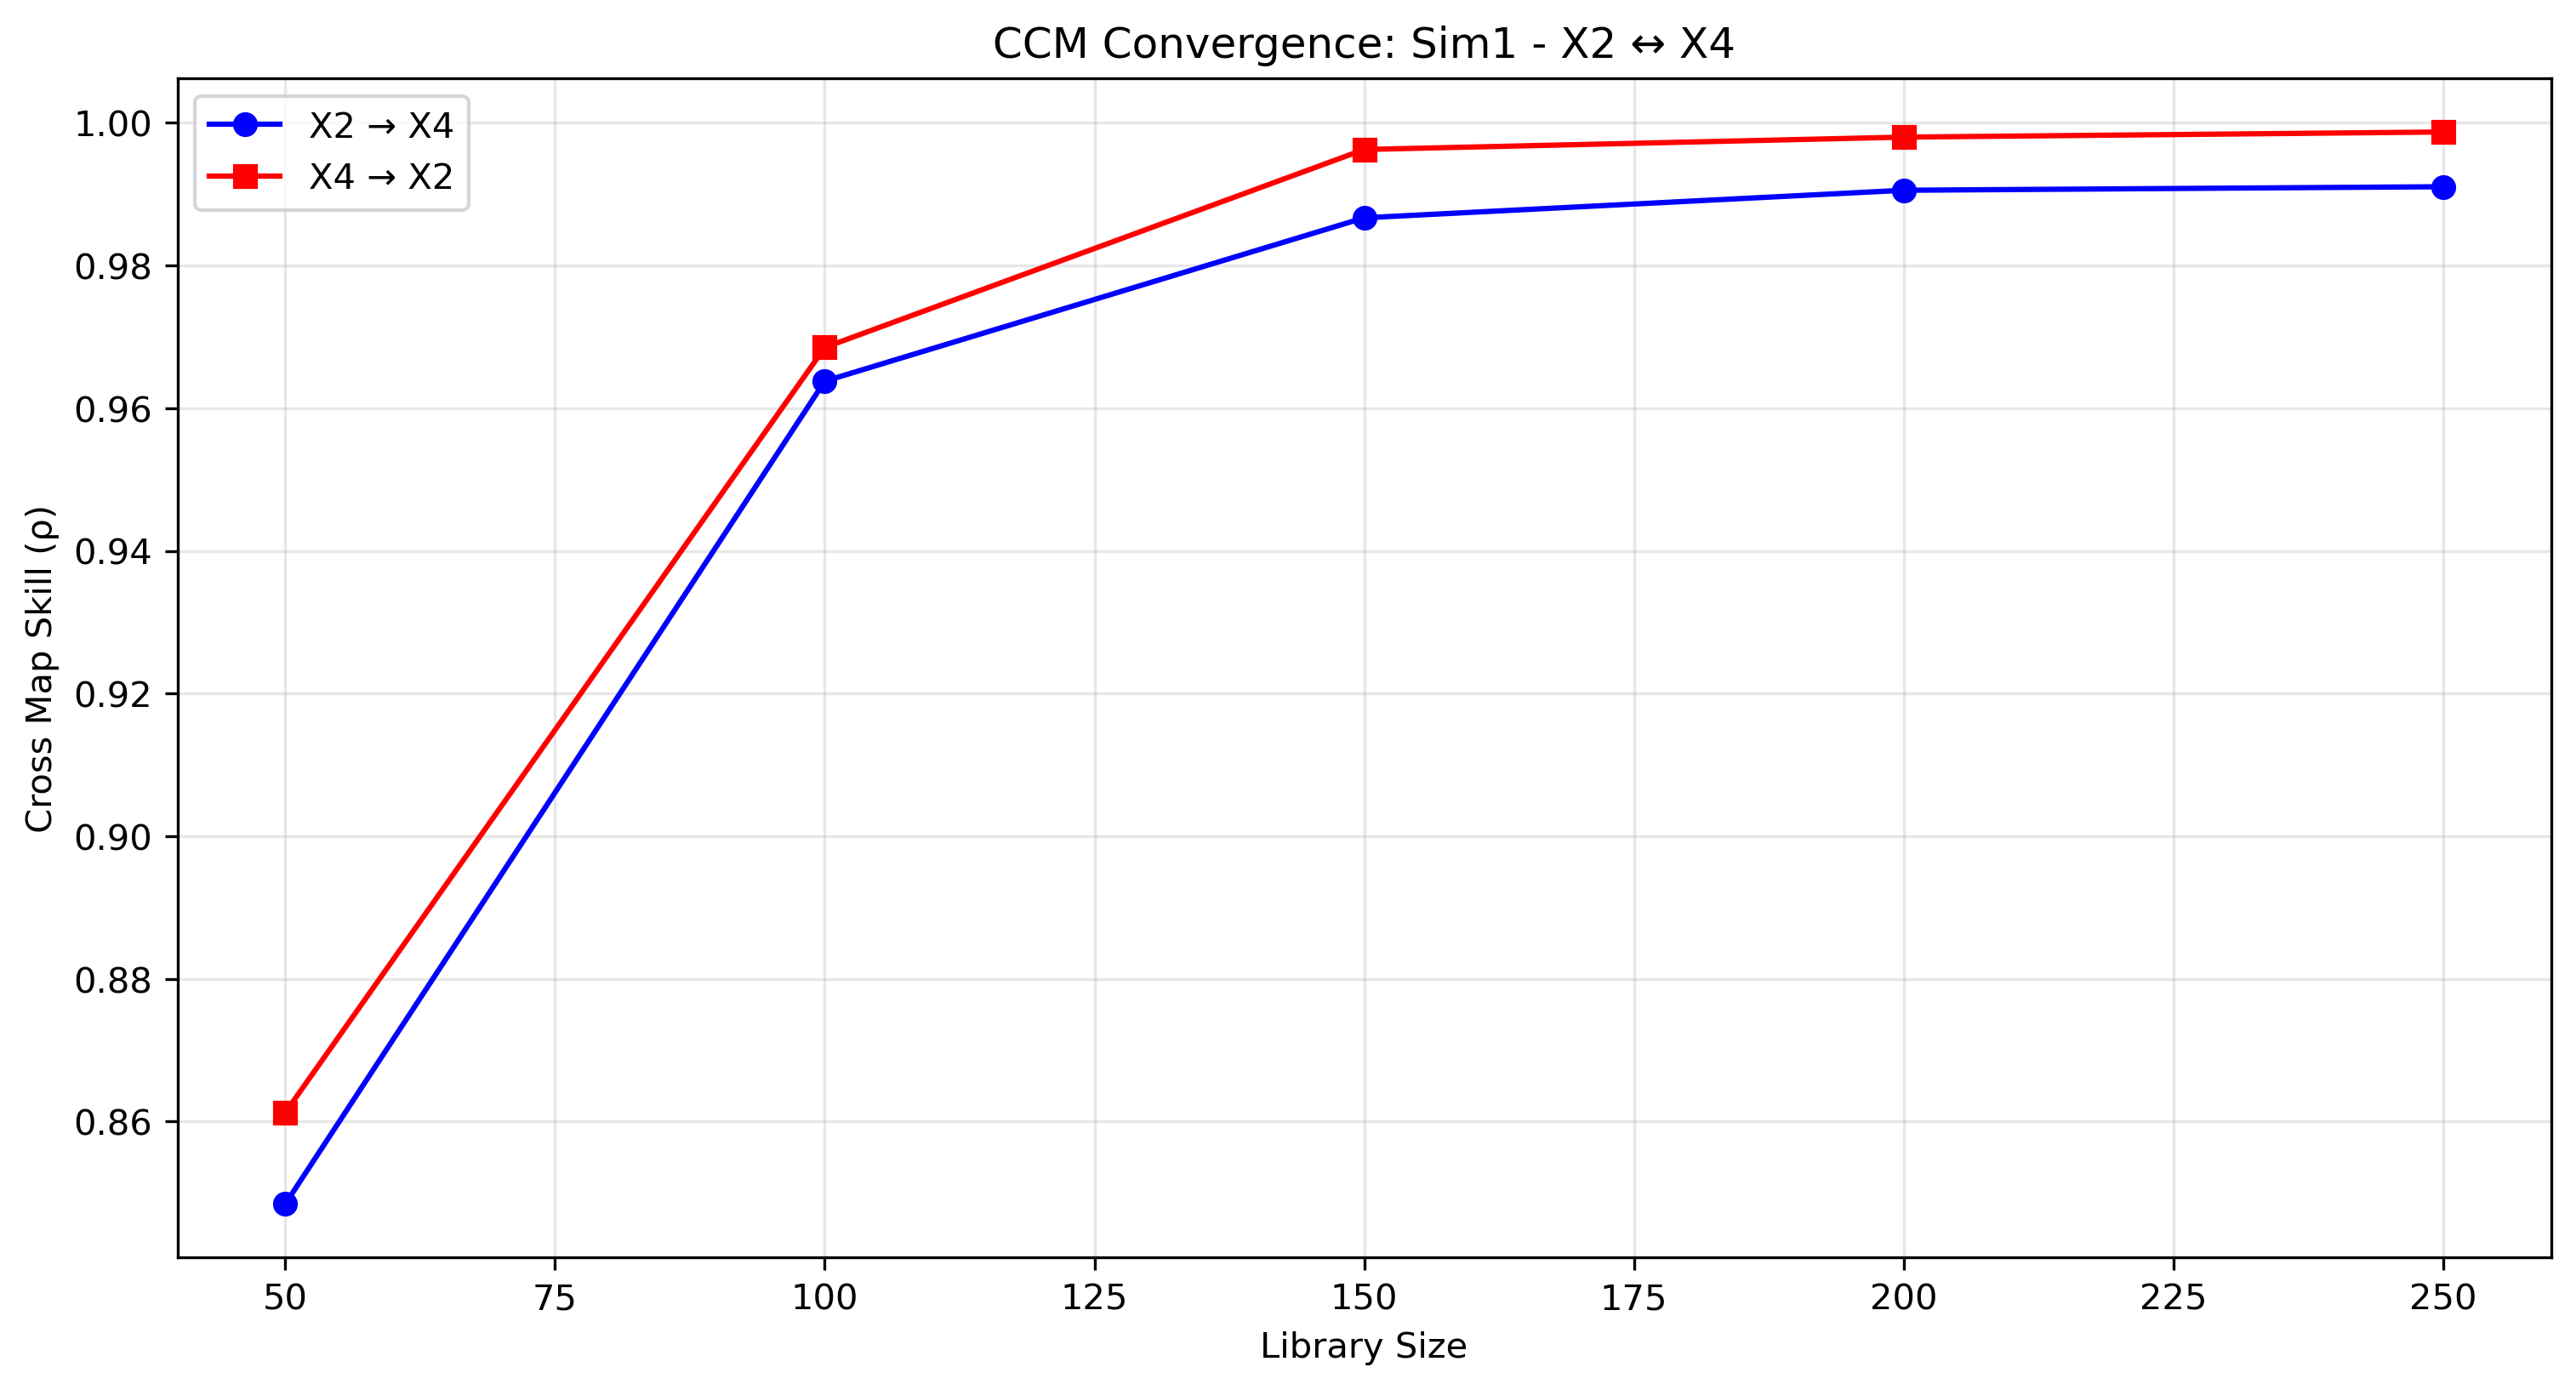 CCM Convergence: Sim1 - X2 ↔ X4
X2 → X4
X4 → X2
1.00
0.98
0.96
0.94
0.92
0.90
0.88
0.86
Cross Map Skill (ρ)
50 75 100 125 150 175 200 225 250
Library Size